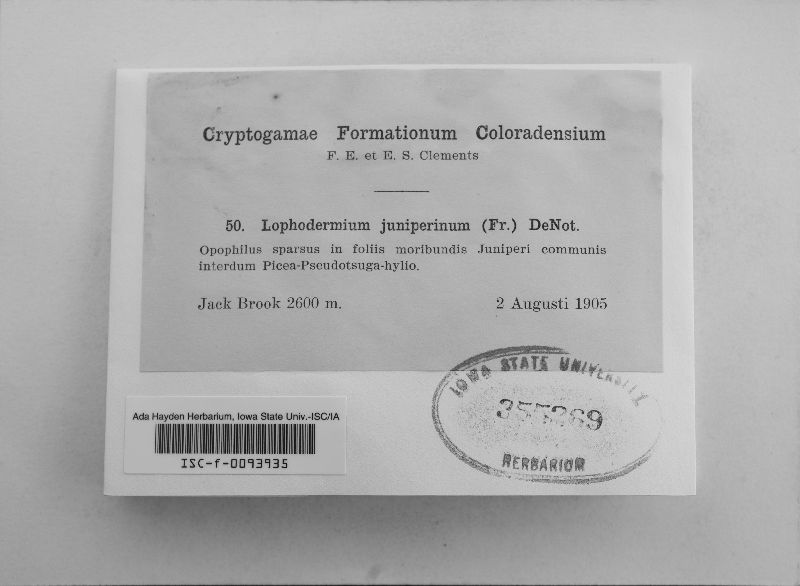 Cryptogamae Formationum Coloradensium
F. E. et E. S. Clements
50. Lophodermium juniperinum (Fr.) DeNot.
Opophilus sparsus in foliis moribundis Juniperi communis
interdum Picea-Pseudotsuga-hylio.
Jack Brook 2600 m. 2 Augusti 1905
IOWA STATE UNIVERSITY
355369
HERBARIUM
Ada Hayden Herbarium, Iowa State Univ.-ISC/IA
ISC-f-0093935